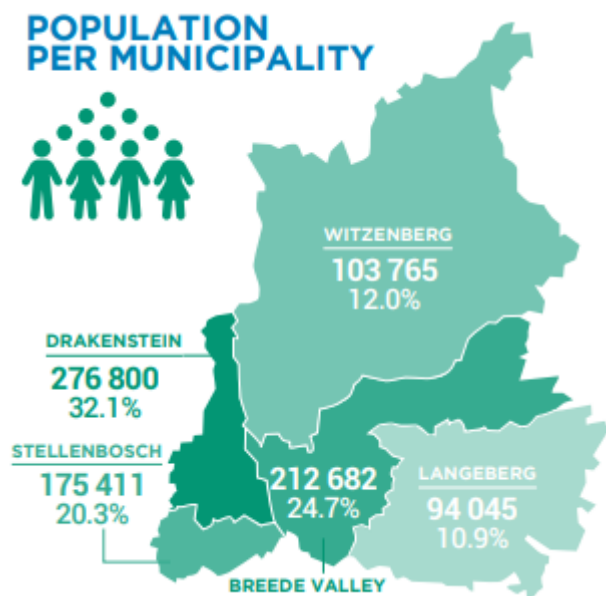 POPULATION
PER MUNICIPALITY
WITZENBERG
103 765
12.0%
DRAKENSTEIN
276 800
32.1%
STELLENBOSCH
175 411
20.3%
212 682
24.7%
BREEDE VALLEY
LANGEBERG
94 045
10.9%